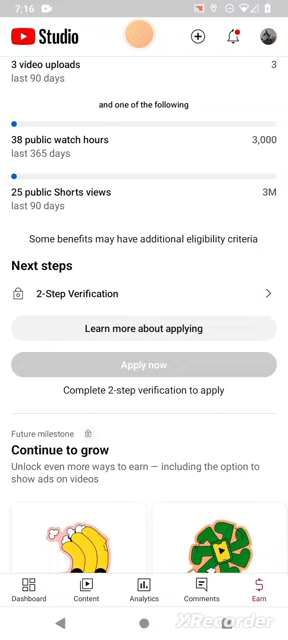 7:16
Studio
3 video uploads 3
last 90 days
and one of the following
38 public watch hours 3,000
last 365 days
25 public Shorts views 3M
last 90 days
Some benefits may have additional eligibility criteria
Next steps
2-Step Verification
Learn more about applying
Apply now
Complete 2-step verification to apply
Future milestone
Continue to grow
Unlock even more ways to earn — including the option to
show ads on videos
Dashboard Content Analytics Comments Earn
XRecorder